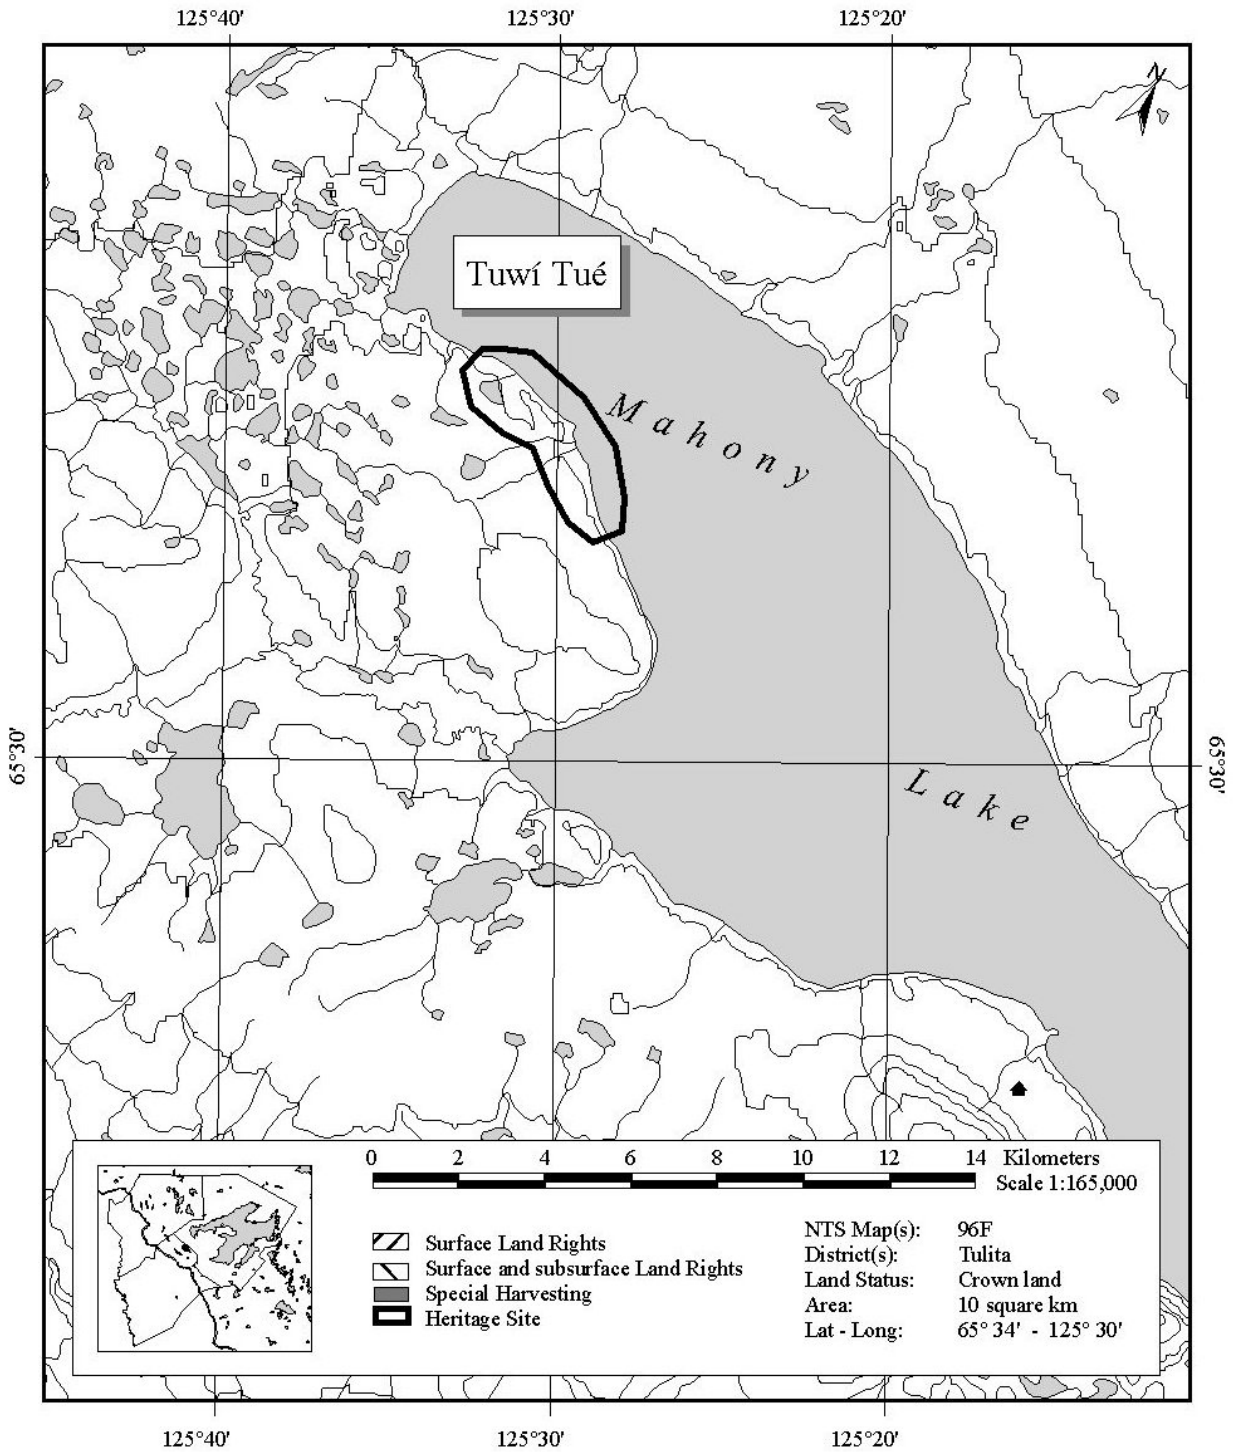 125°40' 125°30' 125°20'
N
Tuwí Tué
Mahony
65°30' 65°30'
Lake
0 2 4 6 8 10 12 14 Kilometers
Scale 1:165,000
Surface Land Rights
Surface and subsurface Land Rights
Special Harvesting
Heritage Site
NTS Map(s): 96F
District(s): Tulita
Land Status: Crown land
Area: 10 square km
Lat - Long: 65° 34' - 125° 30'
125°40' 125°30' 125°20'